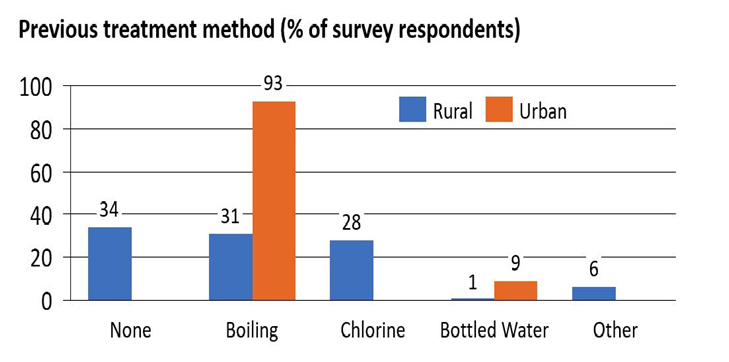 Previous treatment method (% of survey respondents)
100
80
60
40
20
0
34
31
93
28
1
9
6
Rural
Urban
None
Boiling
Chlorine
Bottled Water
Other